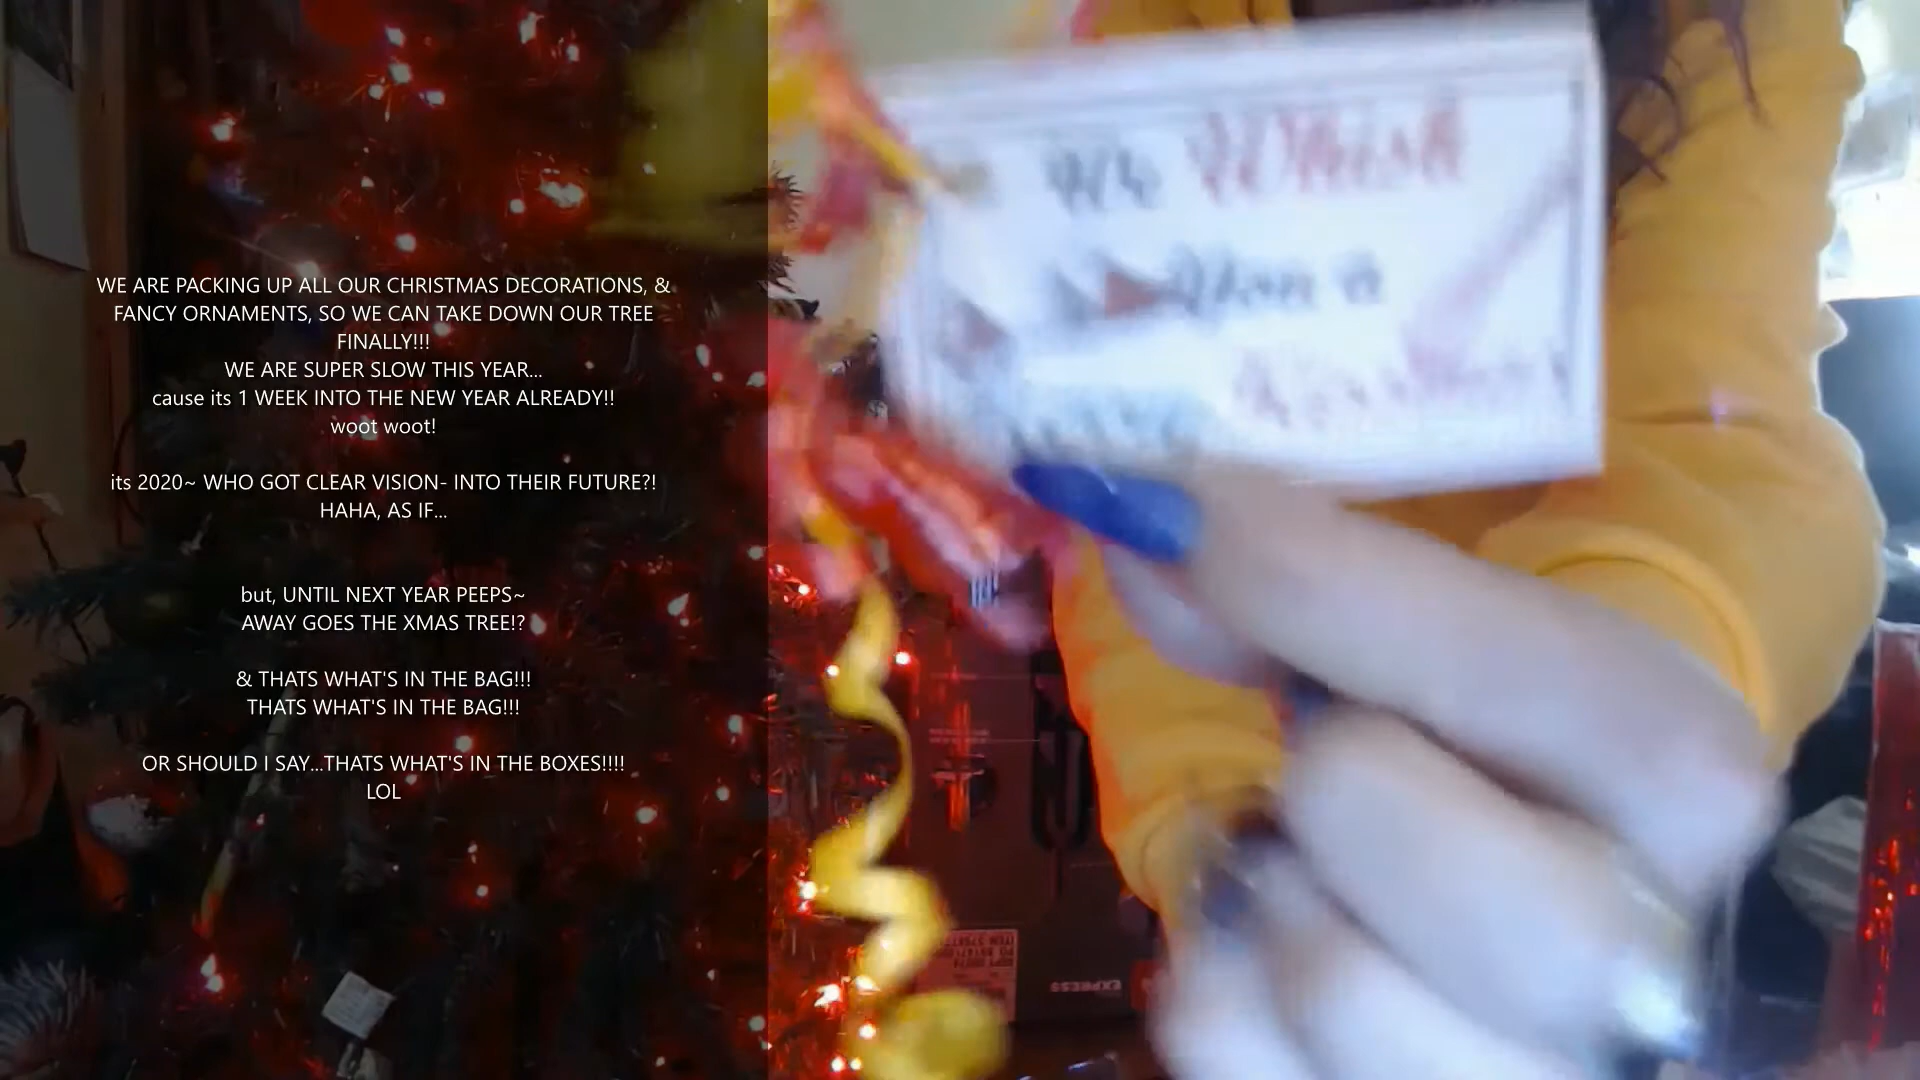 WE ARE PACKING UP ALL OUR CHRISTMAS DECORATIONS, &
FANCY ORNAMENTS, SO WE CAN TAKE DOWN OUR TREE
FINALLY!!!
WE ARE SUPER SLOW THIS YEAR...
cause its 1 WEEK INTO THE NEW YEAR ALREADY!!
woot woot!
its 2020~ WHO GOT CLEAR VISION- INTO THEIR FUTURE?!
HAHA, AS IF...
but, UNTIL NEXT YEAR PEEPS~
AWAY GOES THE XMAS TREE!?
& THATS WHAT'S IN THE BAG!!!
THATS WHAT'S IN THE BAG!!!
OR SHOULD I SAY...THATS WHAT'S IN THE BOXES!!!!
LOL
EXPRESS